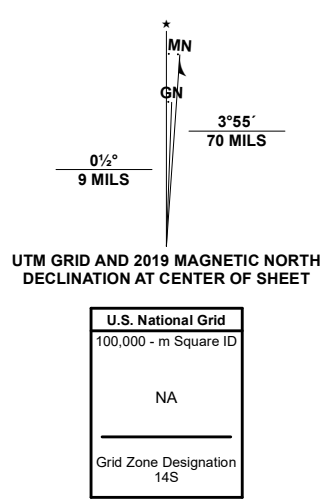 ★
MN
GN
3°55´
70 MILS
0½°
9 MILS
UTM GRID AND 2019 MAGNETIC NORTH
DECLINATION AT CENTER OF SHEET
U.S. National Grid
100,000 - m Square ID
NA
Grid Zone Designation
14S